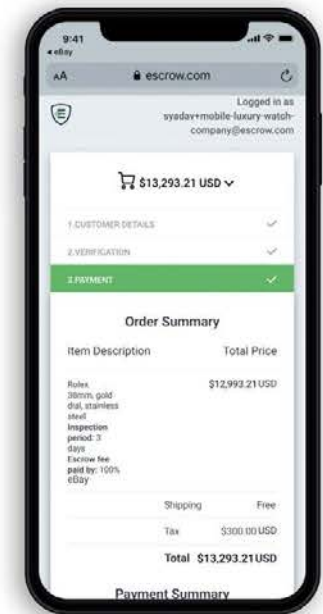 9:41
◂ eBay
AA escrow.com
Logged in as
syadav+mobile-luxury-watch-
company@escrow.com
$13,293.21 USD
1.CUSTOMER DETAILS
2.VERIFICATION
3.PAYMENT
Order Summary
Item Description Total Price
Rolex $12,993.21 USD
38mm, gold
dial, stainless
steel
Inspection
period: 3
days
Escrow fee
paid by: 100%
eBay
Shipping Free
Tax $300.00 USD
Total $13,293.21 USD
Payment Summary